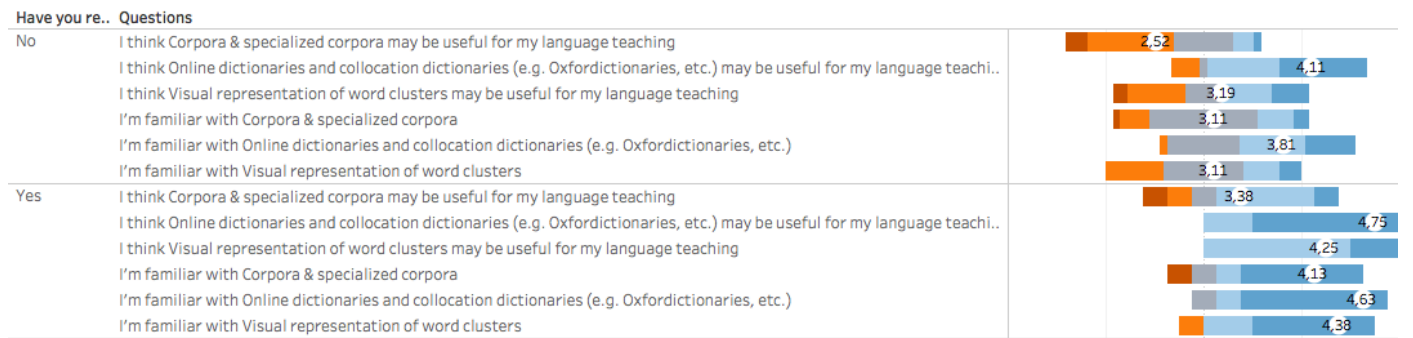 Have you re.. Questions
No I think Corpora & specialized corpora may be useful for my language teaching 2,52
I think Online dictionaries and collocation dictionaries (e.g. Oxfordictionaries, etc.) may be useful for my language teachi.. 4,11
I think Visual representation of word clusters may be useful for my language teaching 3,19
I'm familiar with Corpora & specialized corpora 3,11
I'm familiar with Online dictionaries and collocation dictionaries (e.g. Oxfordictionaries, etc.) 3,81
I'm familiar with Visual representation of word clusters 3,11
Yes I think Corpora & specialized corpora may be useful for my language teaching 3,38
I think Online dictionaries and collocation dictionaries (e.g. Oxfordictionaries, etc.) may be useful for my language teachi.. 4,75
I think Visual representation of word clusters may be useful for my language teaching 4,25
I'm familiar with Corpora & specialized corpora 4,13
I'm familiar with Online dictionaries and collocation dictionaries (e.g. Oxfordictionaries, etc.) 4,63
I'm familiar with Visual representation of word clusters 4,38